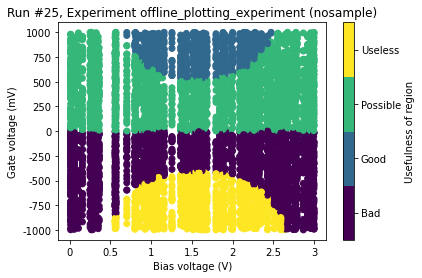 Run #25, Experiment offline_plotting_experiment (nosample)
1000
750
500
250
0
-250
-500
-750
-1000
Gate voltage (mV)
0
0.5
1
1.5
2
2.5
3
Bias voltage (V)
Useless
Possible
Good
Bad
Usefulness of region